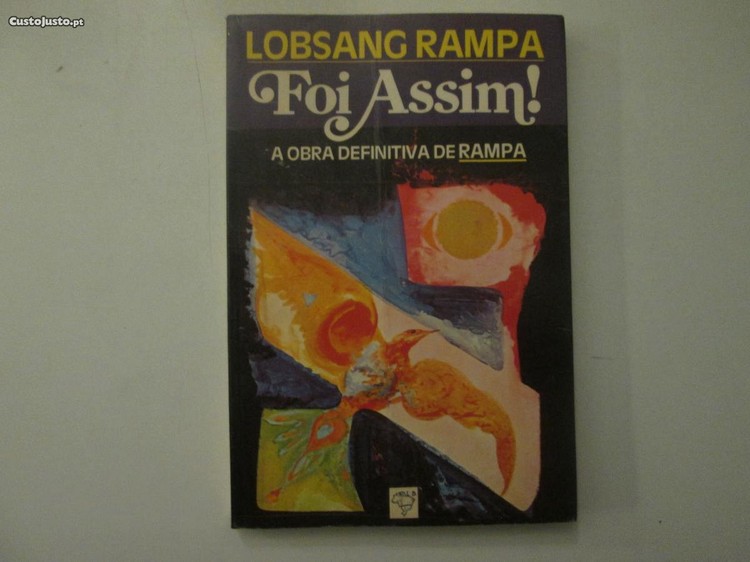 CustoJusto.pt
LOBSANG RAMPA
Foi Assim!
A OBRA DEFINITIVA DE RAMPA